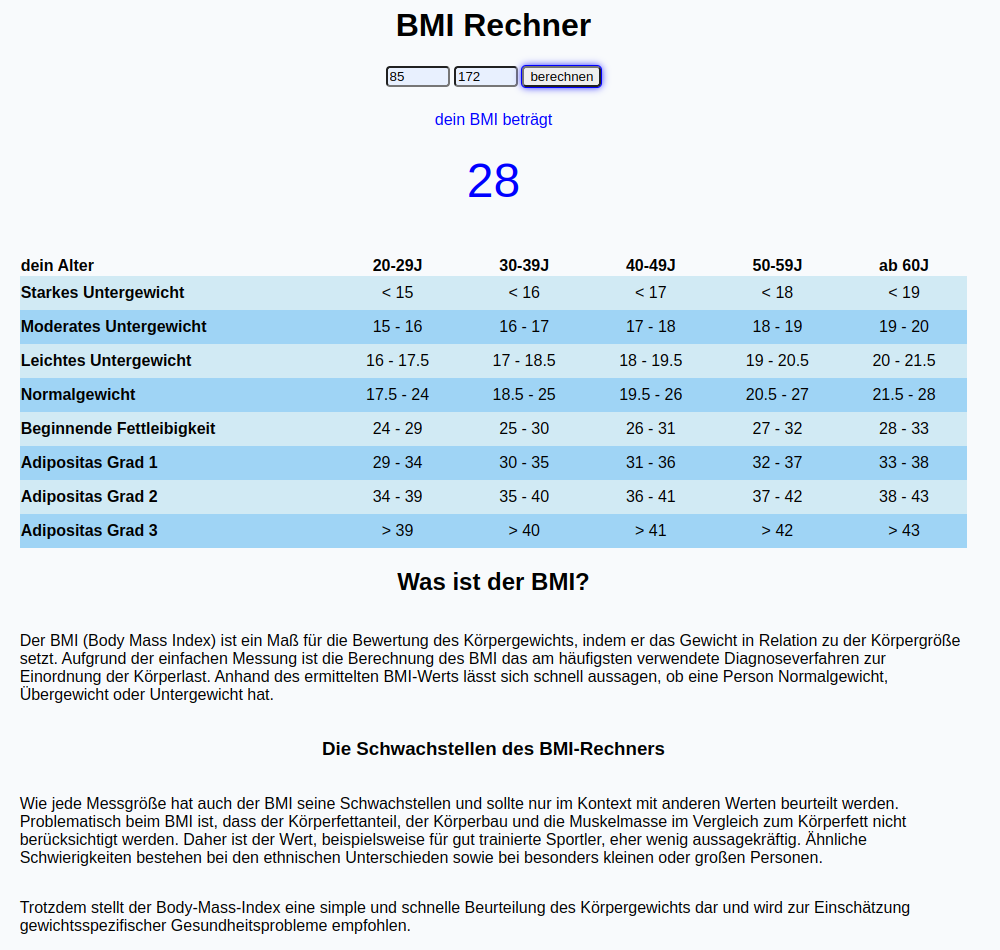 BMI Rechner
85 172 berechnen
dein BMI beträgt
28
dein Alter 20-29J 30-39J 40-49J 50-59J ab 60J
Starkes Untergewicht < 15 < 16 < 17 < 18 < 19
Moderates Untergewicht 15 - 16 16 - 17 17 - 18 18 - 19 19 - 20
Leichtes Untergewicht 16 - 17.5 17 - 18.5 18 - 19.5 19 - 20.5 20 - 21.5
Normalgewicht 17.5 - 24 18.5 - 25 19.5 - 26 20.5 - 27 21.5 - 28
Beginnende Fettleibigkeit 24 - 29 25 - 30 26 - 31 27 - 32 28 - 33
Adipositas Grad 1 29 - 34 30 - 35 31 - 36 32 - 37 33 - 38
Adipositas Grad 2 34 - 39 35 - 40 36 - 41 37 - 42 38 - 43
Adipositas Grad 3 > 39 > 40 > 41 > 42 > 43
Was ist der BMI?
Der BMI (Body Mass Index) ist ein Maß für die Bewertung des Körpergewichts, indem er das Gewicht in Relation zu der Körpergröße
setzt. Aufgrund der einfachen Messung ist die Berechnung des BMI das am häufigsten verwendete Diagnoseverfahren zur
Einordnung der Körperlast. Anhand des ermittelten BMI-Werts lässt sich schnell aussagen, ob eine Person Normalgewicht,
Übergewicht oder Untergewicht hat.
Die Schwachstellen des BMI-Rechners
Wie jede Messgröße hat auch der BMI seine Schwachstellen und sollte nur im Kontext mit anderen Werten beurteilt werden.
Problematisch beim BMI ist, dass der Körperfettanteil, der Körperbau und die Muskelmasse im Vergleich zum Körperfett nicht
berücksichtigt werden. Daher ist der Wert, beispielsweise für gut trainierte Sportler, eher wenig aussagekräftig. Ähnliche
Schwierigkeiten bestehen bei den ethnischen Unterschieden sowie bei besonders kleinen oder großen Personen.
Trotzdem stellt der Body-Mass-Index eine simple und schnelle Beurteilung des Körpergewichts dar und wird zur Einschätzung
gewichtsspezifischer Gesundheitsprobleme empfohlen.